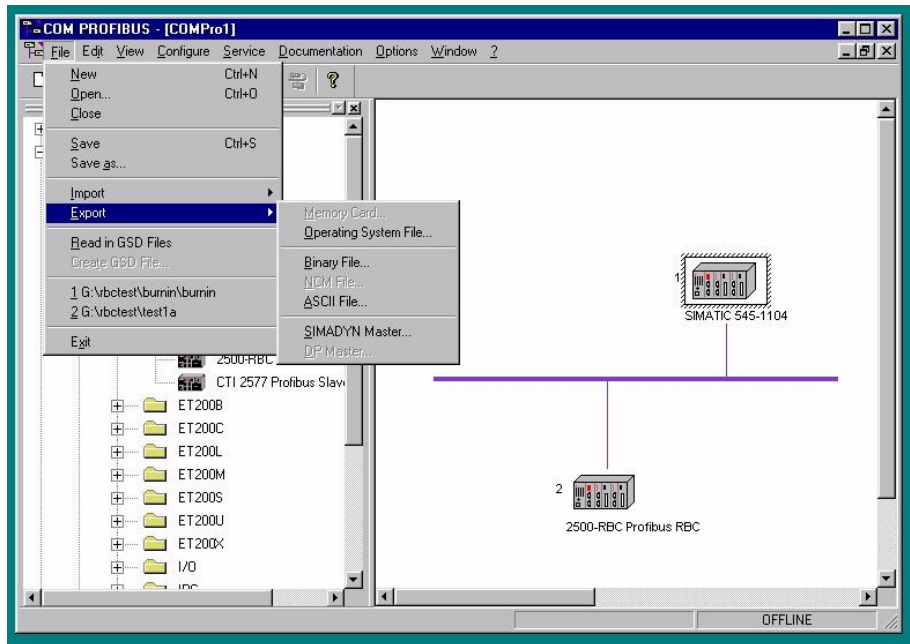 COM PROFIBUS - [COMPro1]
File Edit View Configure Service Documentation Options Window ?
New Ctrl+N
Open... Ctrl+O
Close
Save Ctrl+S
Save as...
Import
Export
Read in GSD Files
Create GSD File...
1 G:\rbctest\burnin\burnin
2 G:\rbctest\test1a
Exit
Memory Card...
Operating System File...
Binary File...
NCM File...
ASCII File...
SIMADYN Master...
DP Master...
2500-RBC
CTI 2577 Profibus Slav
ET200B
ET200C
ET200L
ET200M
ET200S
ET200U
ET200X
I/O
1
SIMATIC 545-1104
2
2500-RBC Profibus RBC
OFFLINE